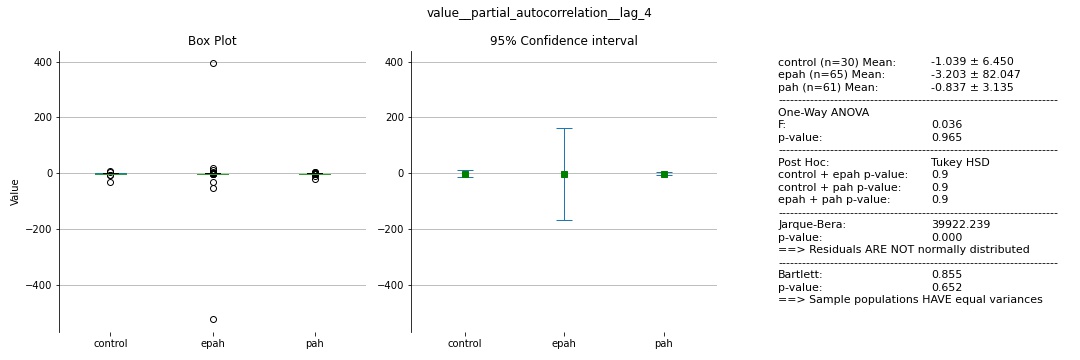 value__partial_autocorrelation__lag_4
Box Plot
Value
400
200
0
−200
−400
control
epah
pah
95% Confidence interval
400
200
0
−200
−400
control
epah
pah
control (n=30) Mean: -1.039 ± 6.450
epah (n=65) Mean: -3.203 ± 82.047
pah (n=61) Mean: -0.837 ± 3.135
One-Way ANOVA
F: 0.036
p-value: 0.965
Post Hoc: Tukey HSD
control + epah p-value: 0.9
control + pah p-value: 0.9
epah + pah p-value: 0.9
Jarque-Bera: 39922.239
p-value: 0.000
==> Residuals ARE NOT normally distributed
Bartlett: 0.855
p-value: 0.652
==> Sample populations HAVE equal variances